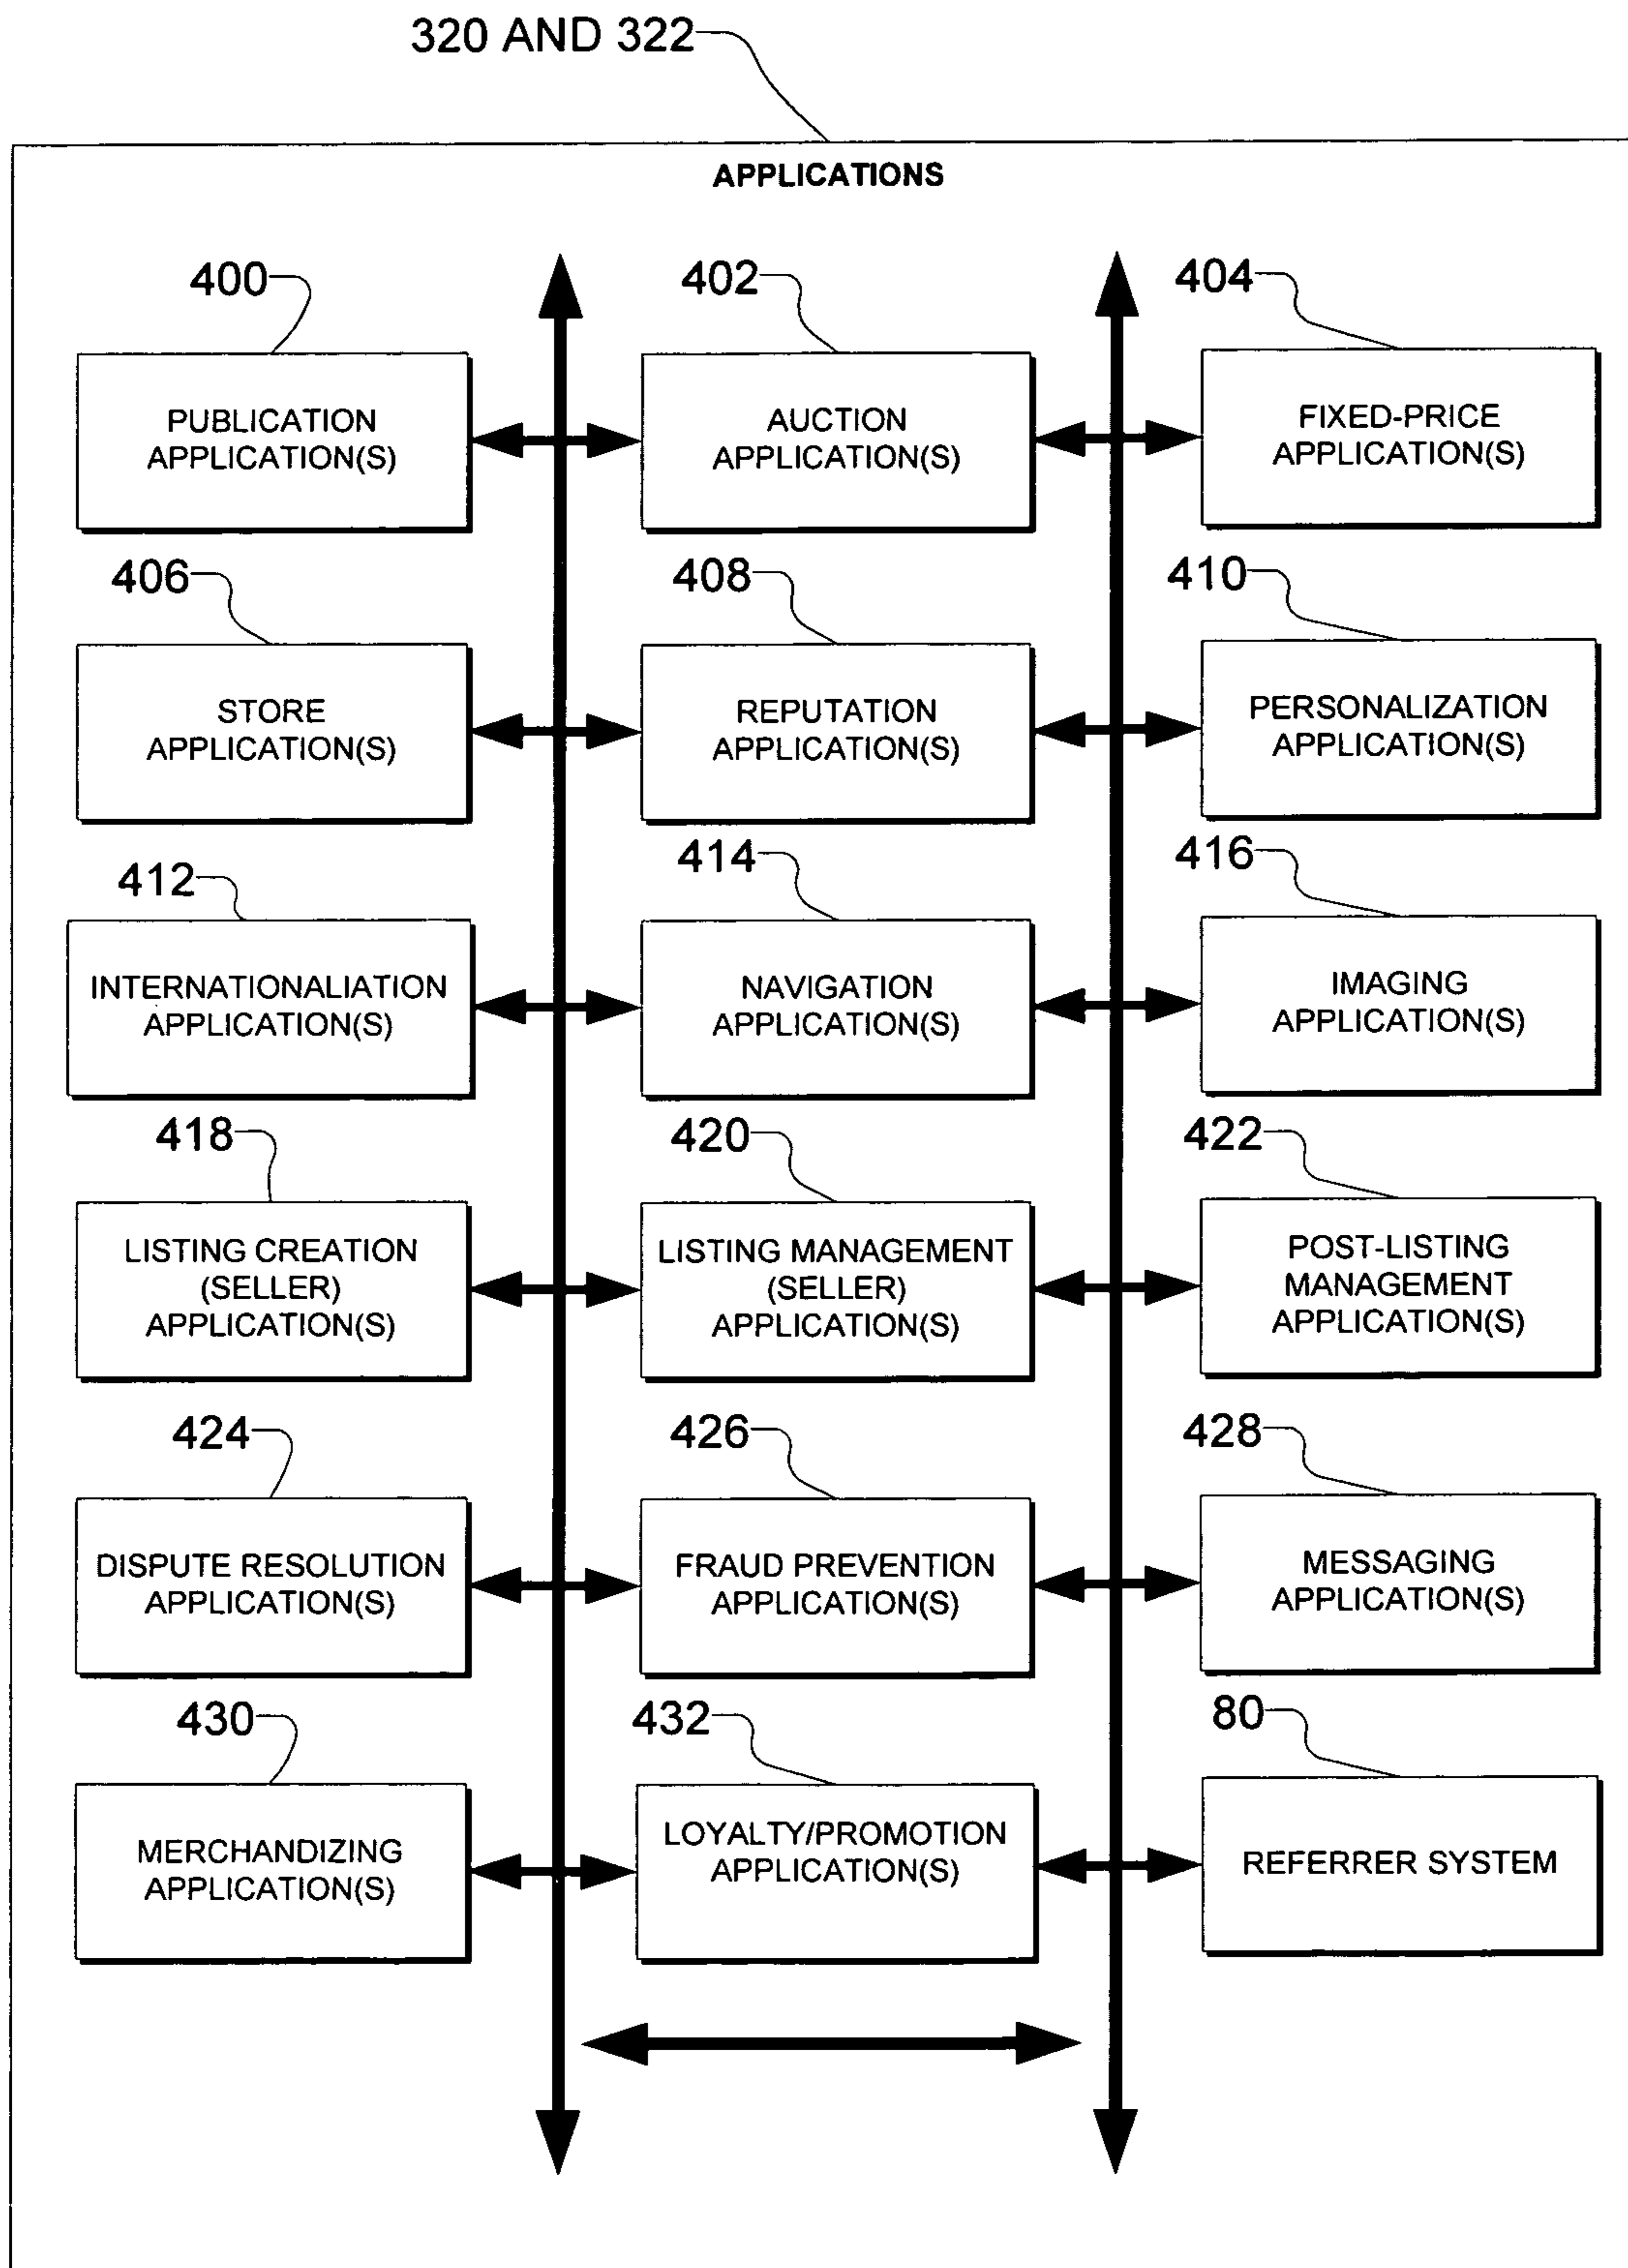 320 AND 322
APPLICATIONS
400
402
404
PUBLICATION
APPLICATION(S)
AUCTION
APPLICATION(S)
FIXED-PRICE
APPLICATION(S)
406
408
410
STORE
APPLICATION(S)
REPUTATION
APPLICATION(S)
PERSONALIZATION
APPLICATION(S)
412
414
416
INTERNATIONALIATION
APPLICATION(S)
NAVIGATION
APPLICATION(S)
IMAGING
APPLICATION(S)
418
420
422
LISTING CREATION
(SELLER)
APPLICATION(S)
LISTING MANAGEMENT
(SELLER)
APPLICATION(S)
POST-LISTING
MANAGEMENT
APPLICATION(S)
424
426
428
DISPUTE RESOLUTION
APPLICATION(S)
FRAUD PREVENTION
APPLICATION(S)
MESSAGING
APPLICATION(S)
430
432
80
MERCHANDIZING
APPLICATION(S)
LOYALTY/PROMOTION
APPLICATION(S)
REFERRER SYSTEM